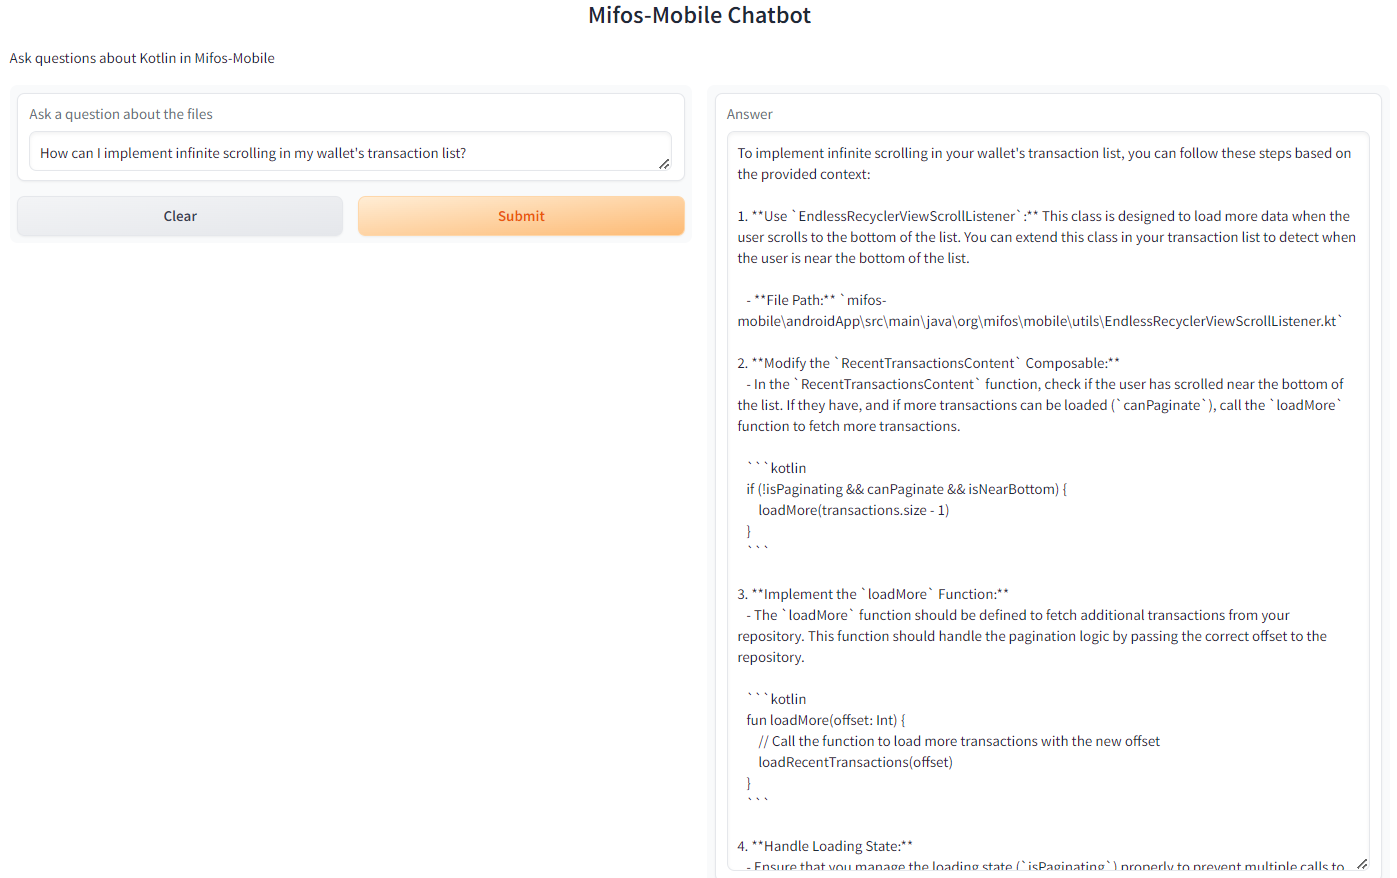 Mifos-Mobile Chatbot
Ask questions about Kotlin in Mifos-Mobile
Ask a question about the files
How can I implement infinite scrolling in my wallet's transaction list?
Clear
Submit
Answer
To implement infinite scrolling in your wallet's transaction list, you can follow these steps based on
the provided context:
1. **Use `EndlessRecyclerViewScrollListener`:** This class is designed to load more data when the
user scrolls to the bottom of the list. You can extend this class in your transaction list to detect when
the user is near the bottom of the list.
- **File Path:** `mifos-
mobile\androidApp\src\main\java\org\mifos\mobile\utils\EndlessRecyclerViewScrollListener.kt`
2. **Modify the `RecentTransactionsContent` Composable:**
- In the `RecentTransactionsContent` function, check if the user has scrolled near the bottom of
the list. If they have, and if more transactions can be loaded (`canPaginate`), call the `loadMore`
function to fetch more transactions.
```kotlin
if (!isPaginating && canPaginate && isNearBottom) {
loadMore(transactions.size - 1)
}
```
3. **Implement the `loadMore` Function:**
- The `loadMore` function should be defined to fetch additional transactions from your
repository. This function should handle the pagination logic by passing the correct offset to the
repository.
```kotlin
fun loadMore(offset: Int) {
// Call the function to load more transactions with the new offset
loadRecentTransactions(offset)
}
```
4. **Handle Loading State:**
- Ensure that you manage the loading state (`isPaginating`) properly to prevent multiple calls to